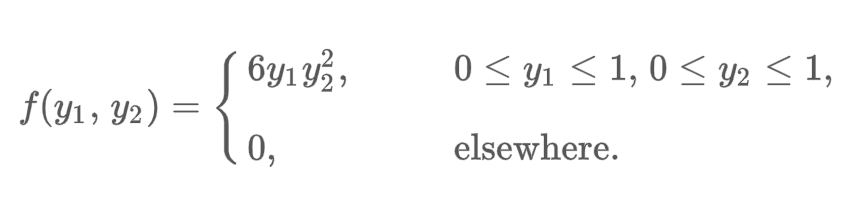 f(y₁, y₂) = { 6y₁y₂², 0 ≤ y₁ ≤ 1, 0 ≤ y₂ ≤ 1,
0, elsewhere.